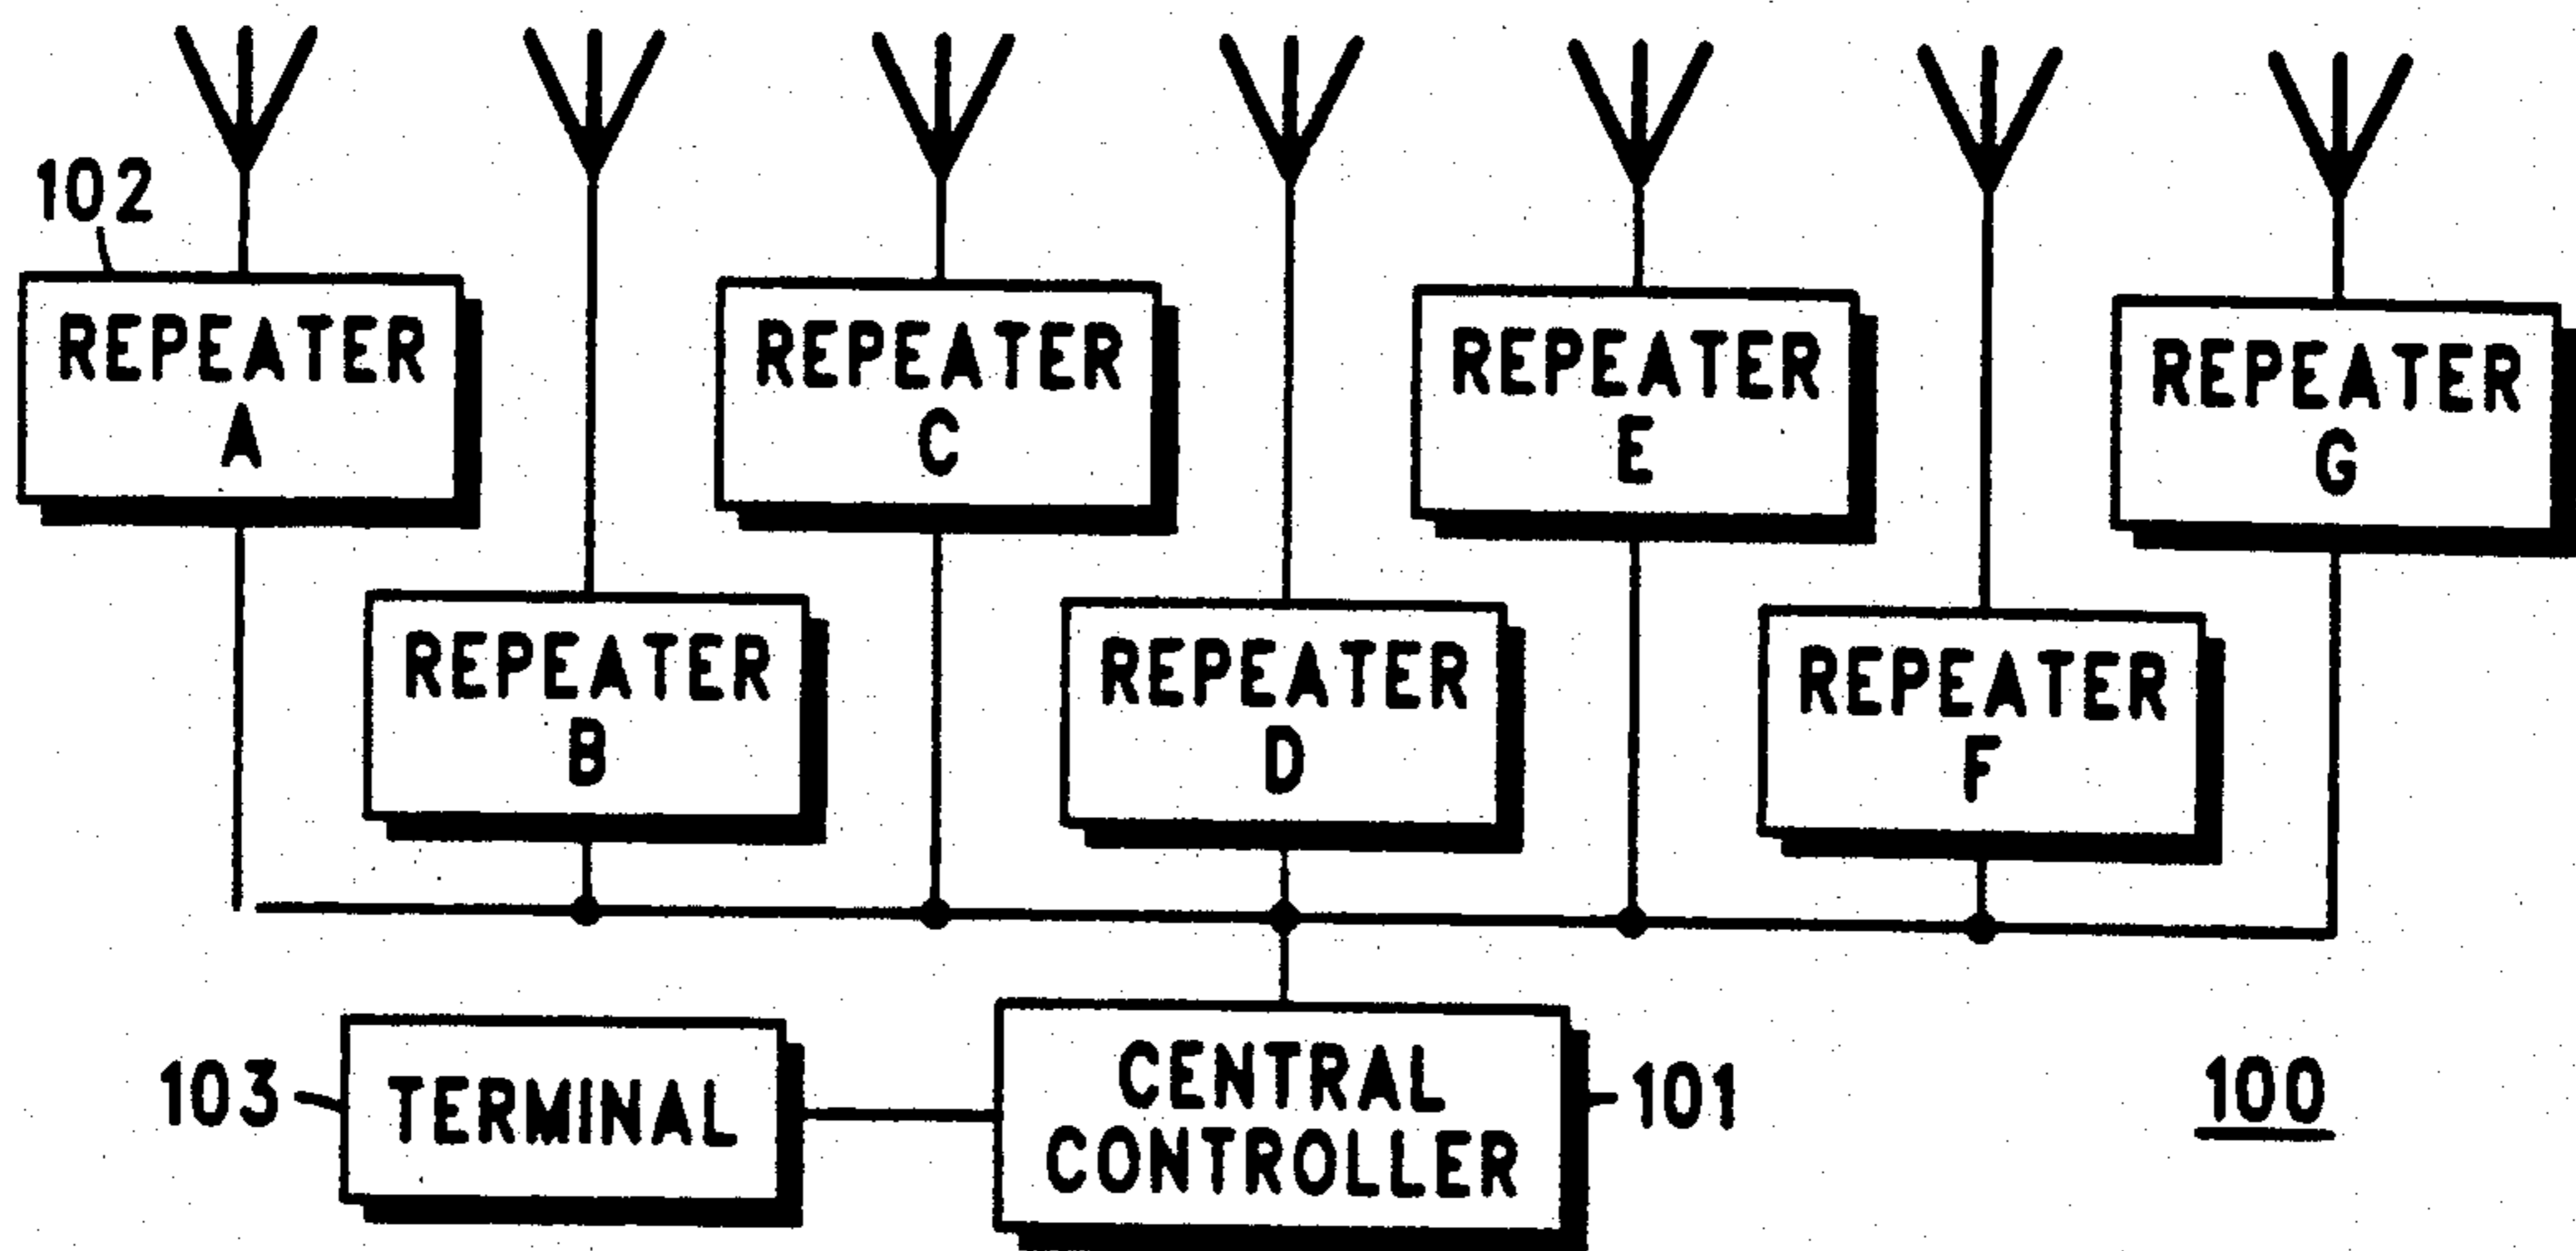 102
REPEATER
A
REPEATER
C
REPEATER
E
REPEATER
G
REPEATER
B
REPEATER
D
REPEATER
F
103
TERMINAL
CENTRAL
CONTROLLER
101
100